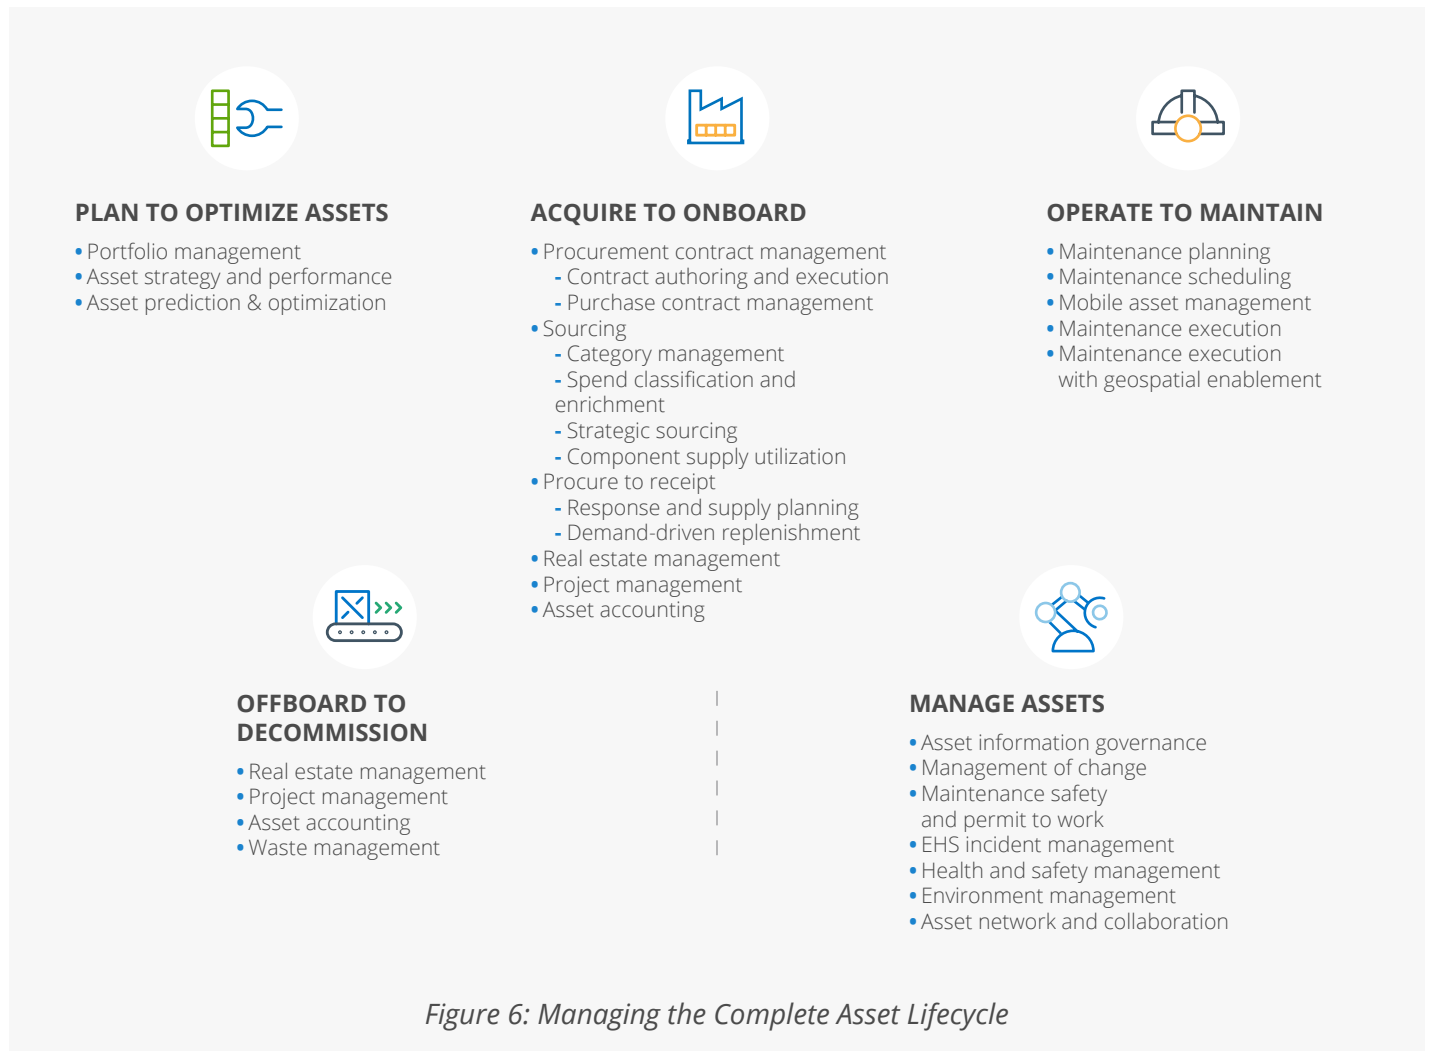 PLAN TO OPTIMIZE ASSETS
• Portfolio management
• Asset strategy and performance
• Asset prediction & optimization
ACQUIRE TO ONBOARD
• Procurement contract management
- Contract authoring and execution
- Purchase contract management
• Sourcing
- Category management
- Spend classification and
enrichment
- Strategic sourcing
- Component supply utilization
• Procure to receipt
- Response and supply planning
- Demand-driven replenishment
• Real estate management
• Project management
• Asset accounting
OPERATE TO MAINTAIN
• Maintenance planning
• Maintenance scheduling
• Mobile asset management
• Maintenance execution
• Maintenance execution
with geospatial enablement
OFFBOARD TO
DECOMMISSION
• Real estate management
• Project management
• Asset accounting
• Waste management
MANAGE ASSETS
• Asset information governance
• Management of change
• Maintenance safety
and permit to work
• EHS incident management
• Health and safety management
• Environment management
• Asset network and collaboration
Figure 6: Managing the Complete Asset Lifecycle